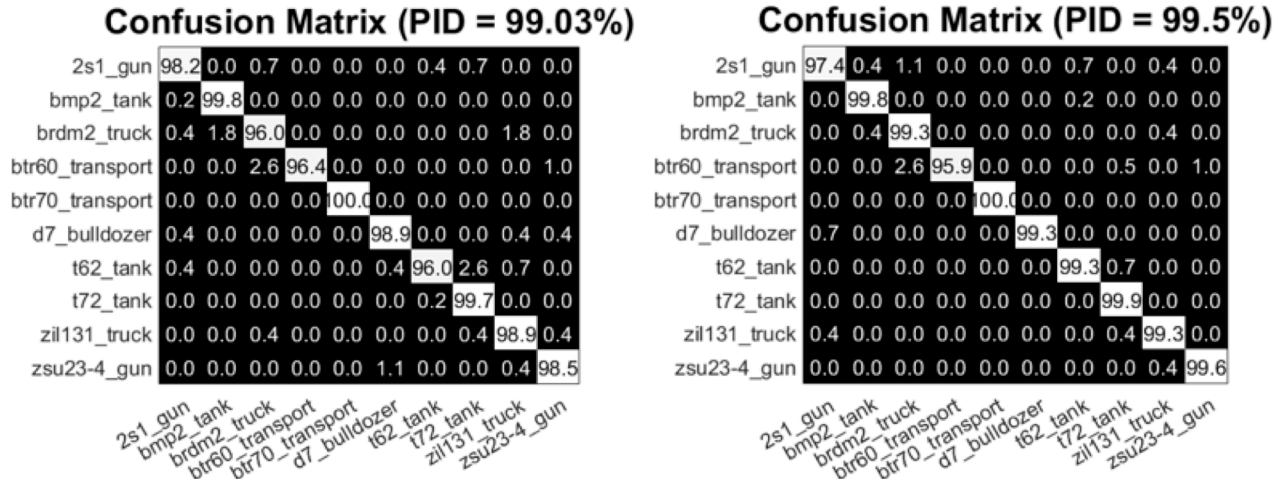 Confusion Matrix (PID = 99.03%)
2s1_gun 98.2 0.0 0.7 0.0 0.0 0.0 0.4 0.7 0.0 0.0
bmp2_tank 0.2 99.8 0.0 0.0 0.0 0.0 0.0 0.0 0.0 0.0
brdm2_truck 0.4 1.8 96.0 0.0 0.0 0.0 0.0 0.0 1.8 0.0
btr60_transport 0.0 0.0 2.6 96.4 0.0 0.0 0.0 0.0 0.0 1.0
btr70_transport 0.0 0.0 0.0 0.0 100.0 0.0 0.0 0.0 0.0 0.0
d7_bulldozer 0.4 0.0 0.0 0.0 0.0 98.9 0.0 0.0 0.4 0.4
t62_tank 0.4 0.0 0.0 0.0 0.0 0.4 96.0 2.6 0.7 0.0
t72_tank 0.0 0.0 0.0 0.0 0.0 0.0 0.2 99.7 0.0 0.0
zil131_truck 0.0 0.0 0.4 0.0 0.0 0.0 0.0 0.4 98.9 0.4
zsu23-4_gun 0.0 0.0 0.0 0.0 0.0 1.1 0.0 0.0 0.4 98.5
2s1_gun
bmp2_tank
brdm2_truck
btr60_transport
btr70_transport
d7_bulldozer
t62_tank
t72_tank
zil131_truck
zsu23-4_gun
Confusion Matrix (PID = 99.5%)
2s1_gun 97.4 0.4 1.1 0.0 0.0 0.0 0.7 0.0 0.4 0.0
bmp2_tank 0.0 99.8 0.0 0.0 0.0 0.0 0.2 0.0 0.0 0.0
brdm2_truck 0.0 0.4 99.3 0.0 0.0 0.0 0.0 0.0 0.4 0.0
btr60_transport 0.0 0.0 2.6 95.9 0.0 0.0 0.0 0.5 0.0 1.0
btr70_transport 0.0 0.0 0.0 0.0 100.0 0.0 0.0 0.0 0.0 0.0
d7_bulldozer 0.7 0.0 0.0 0.0 0.0 99.3 0.0 0.0 0.0 0.0
t62_tank 0.0 0.0 0.0 0.0 0.0 0.0 99.3 0.7 0.0 0.0
t72_tank 0.0 0.0 0.0 0.0 0.0 0.0 0.0 99.9 0.0 0.0
zil131_truck 0.4 0.0 0.0 0.0 0.0 0.0 0.0 0.4 99.3 0.0
zsu23-4_gun 0.0 0.0 0.0 0.0 0.0 0.0 0.0 0.0 0.4 99.6
2s1_gun
bmp2_tank
brdm2_truck
btr60_transport
btr70_transport
d7_bulldozer
t62_tank
t72_tank
zil131_truck
zsu23-4_gun